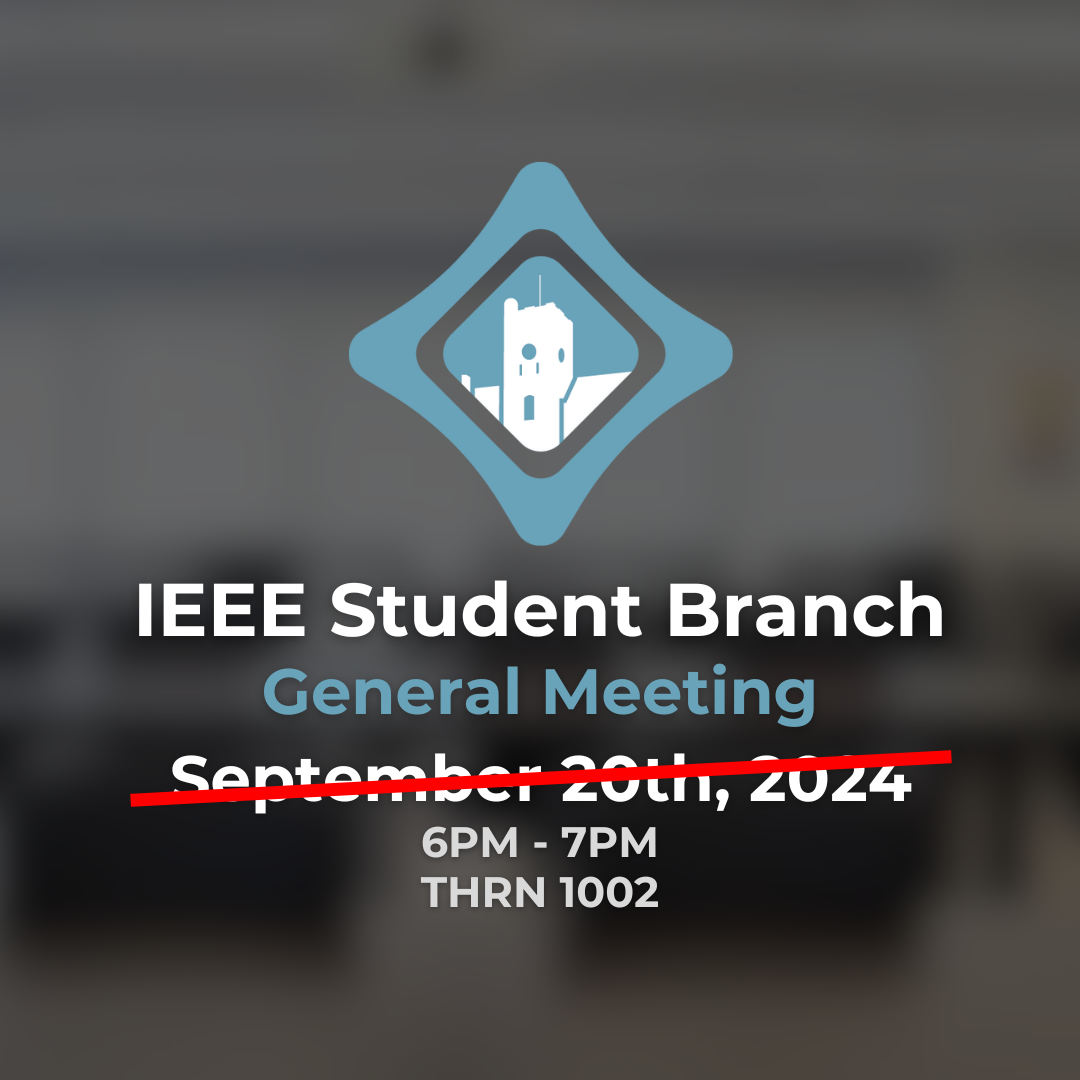 IEEE Student Branch
General Meeting
September 20th, 2024
6PM - 7PM
THRN 1002